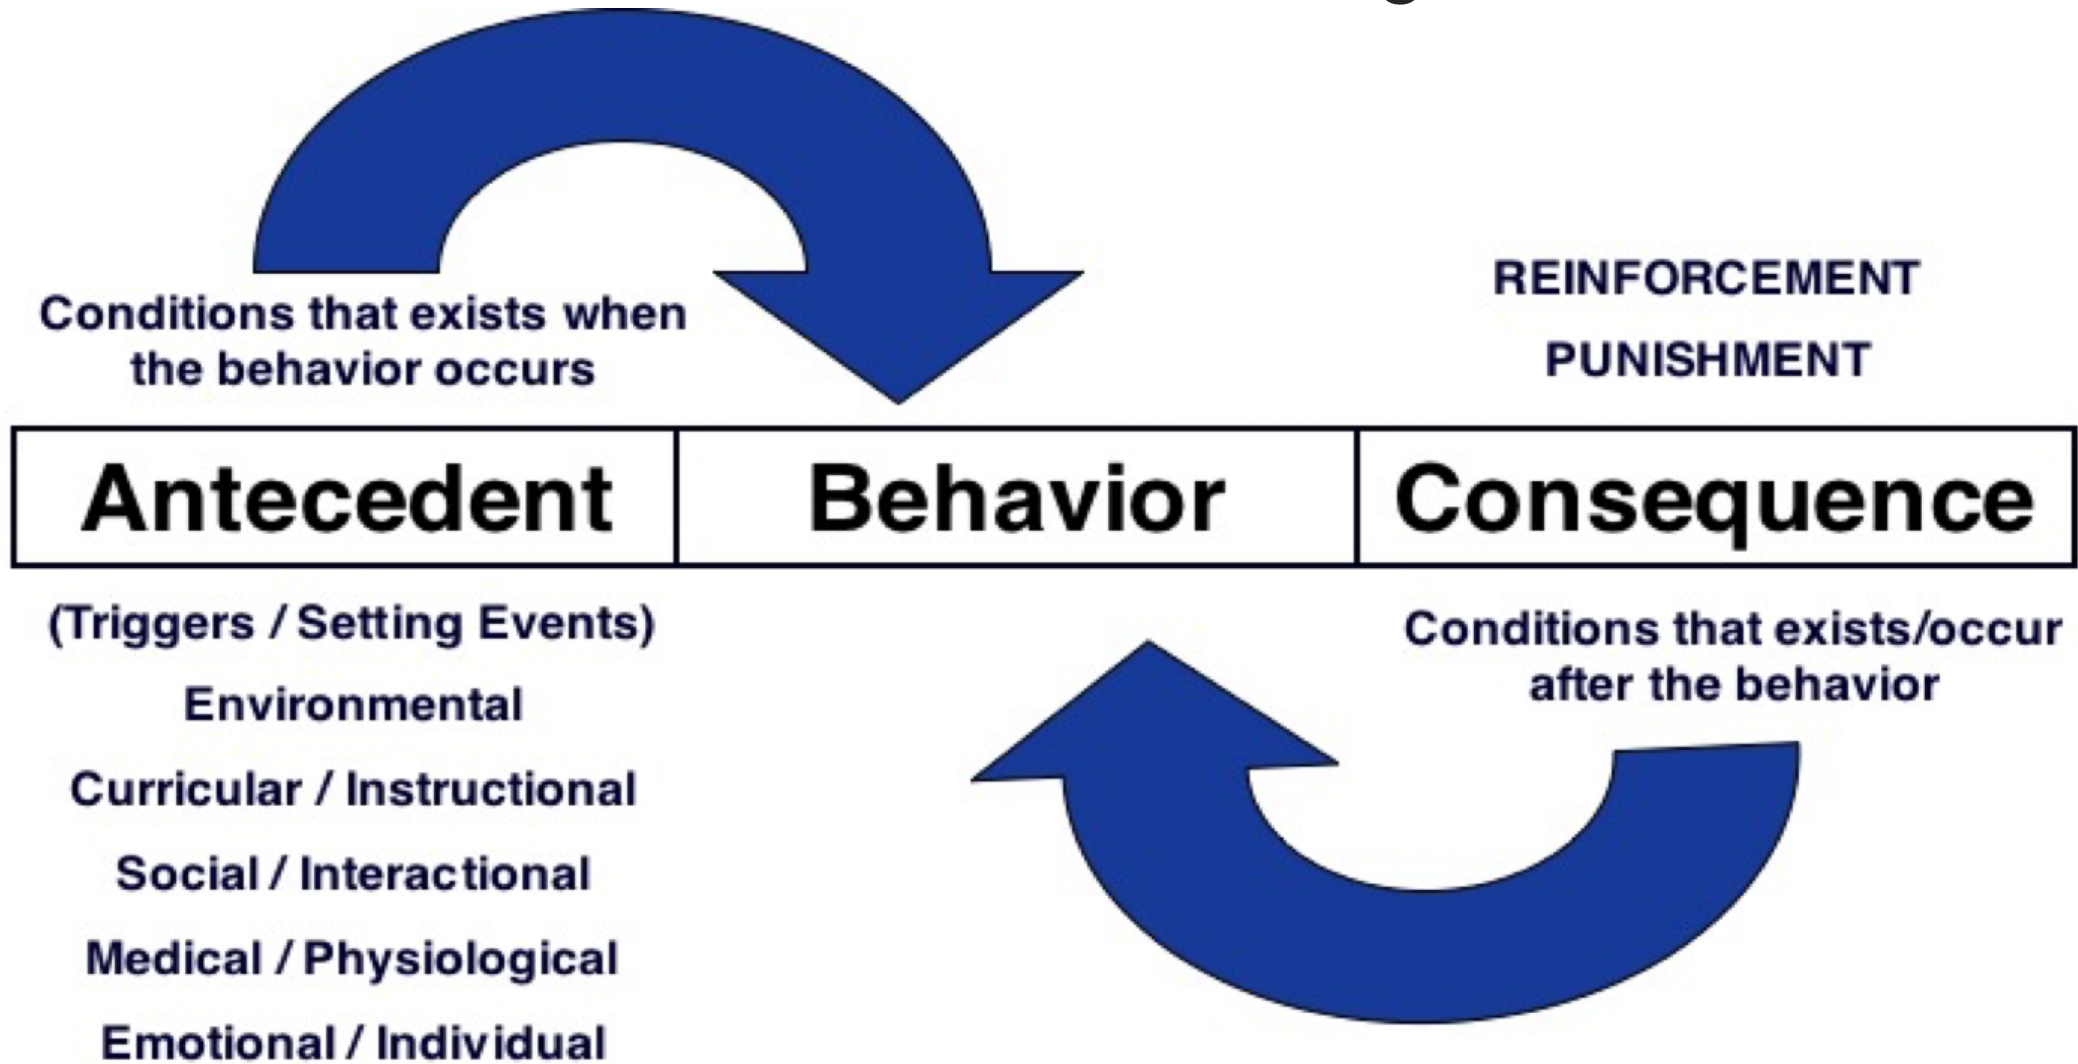 Conditions that exists when
the behavior occurs
REINFORCEMENT
PUNISHMENT
Antecedent
Behavior
Consequence
(Triggers / Setting Events)
Environmental
Curricular / Instructional
Social / Interactional
Medical / Physiological
Emotional / Individual
Conditions that exists/occur
after the behavior